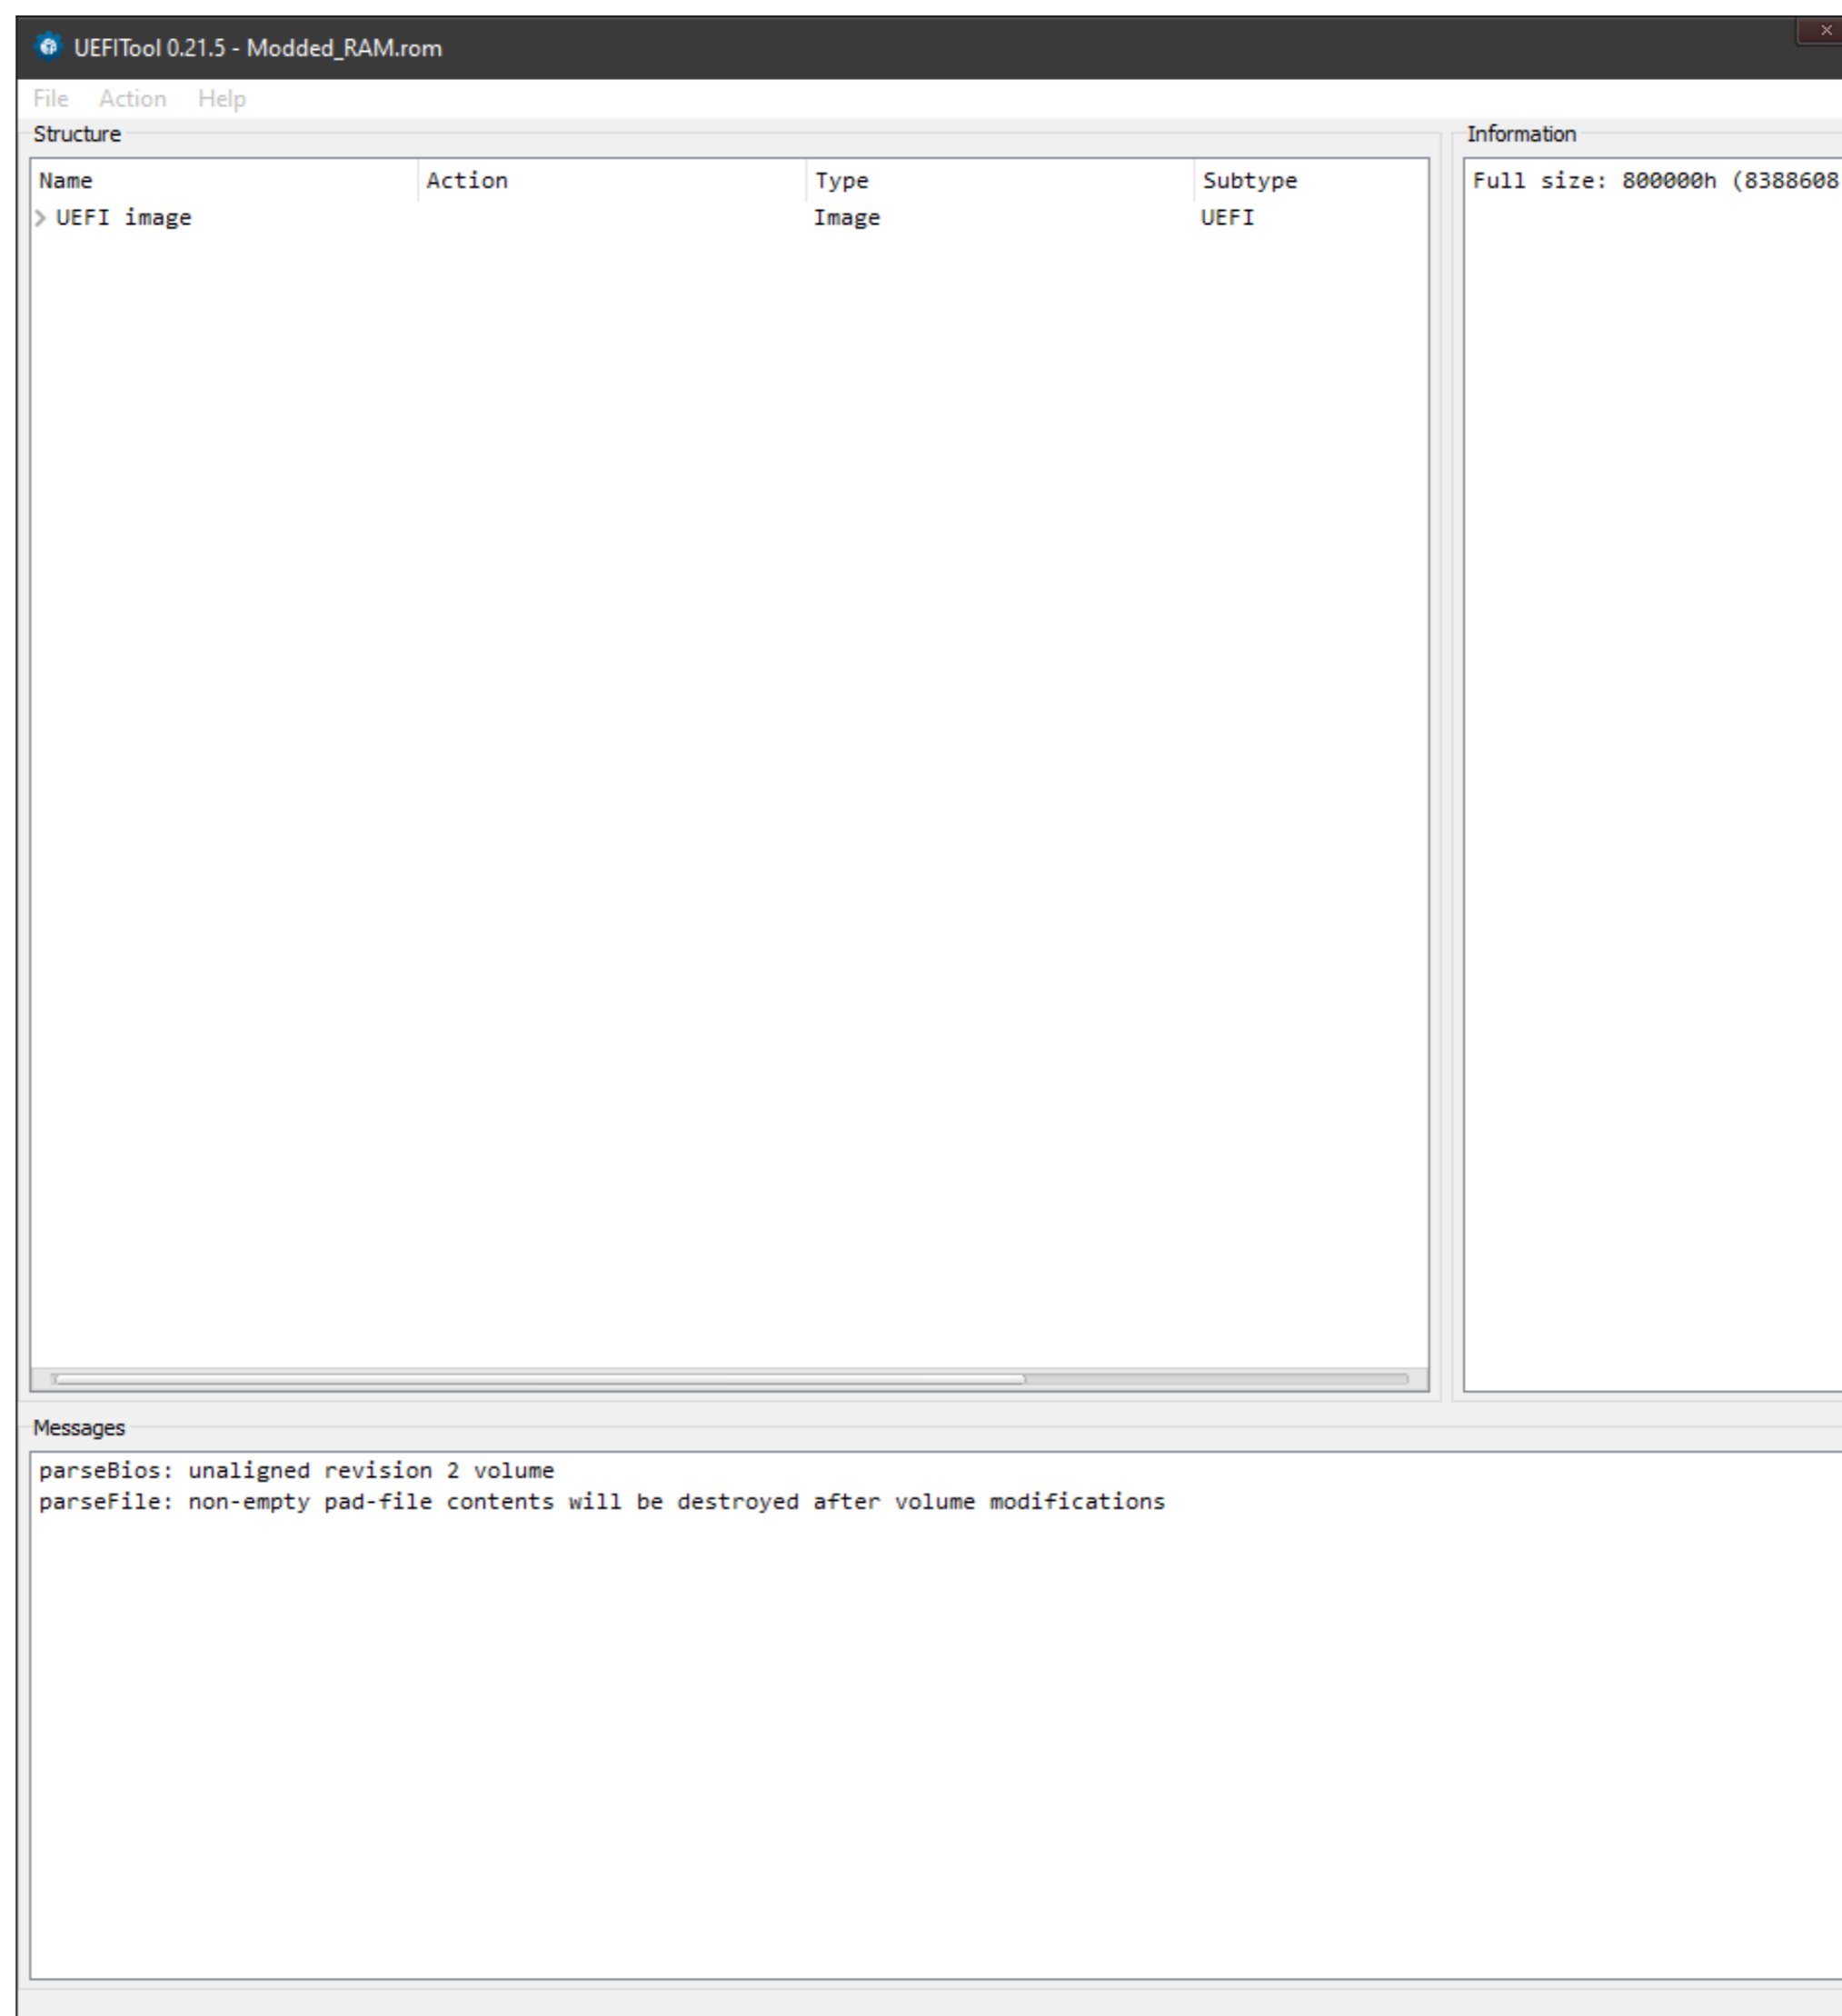 UEFITool 0.21.5 - Modded_RAM.rom
File Action Help
Structure
Information
Name Action Type Subtype
Full size: 800000h (8388608
UEFI image Image UEFI
Messages
parseBios: unaligned revision 2 volume
parseFile: non-empty pad-file contents will be destroyed after volume modifications